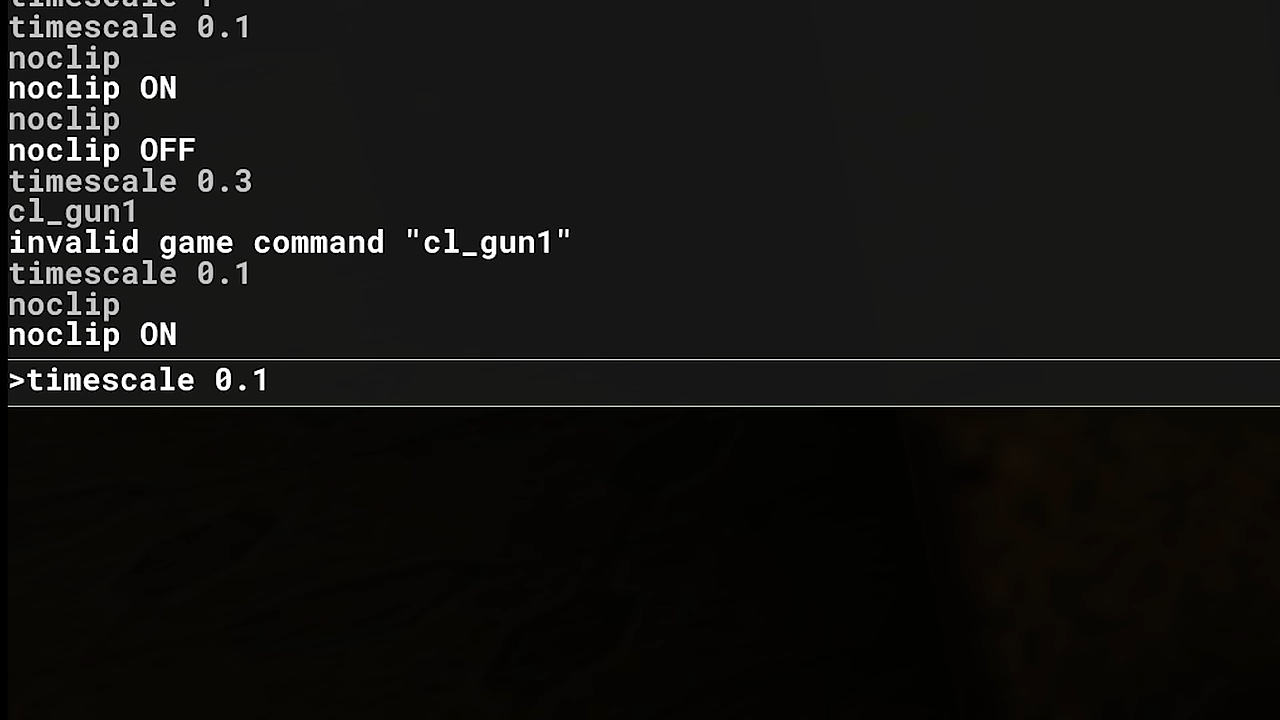 timescale
timescale 0.1
noclip
noclip ON
noclip
noclip OFF
timescale 0.3
cl_gun1
invalid game command "cl_gun1"
timescale 0.1
noclip
noclip ON
>timescale 0.1